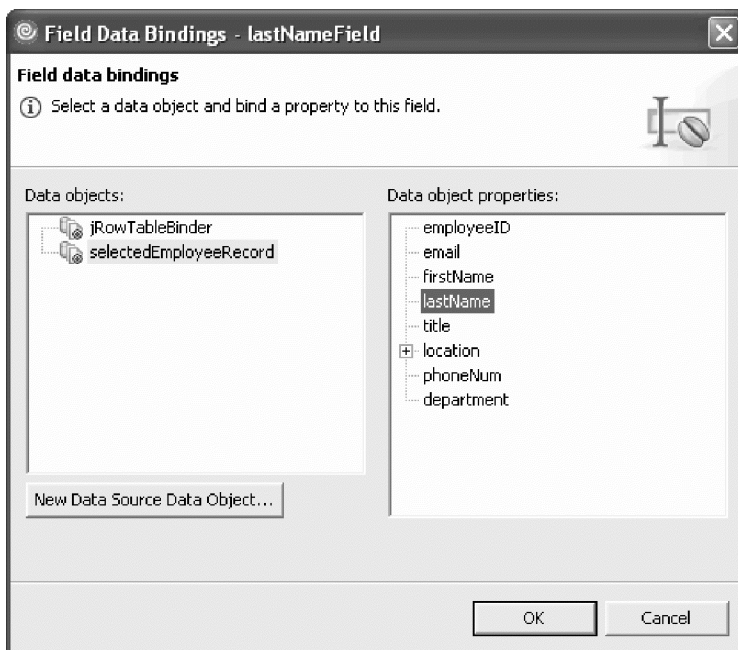 Field Data Bindings - lastNameField
Field data bindings
Select a data object and bind a property to this field.
Data objects:
jRowTableBinder
selectedEmployeeRecord
New Data Source Data Object...
Data object properties:
employeeID
email
firstName
lastName
title
location
phoneNum
department
OK
Cancel